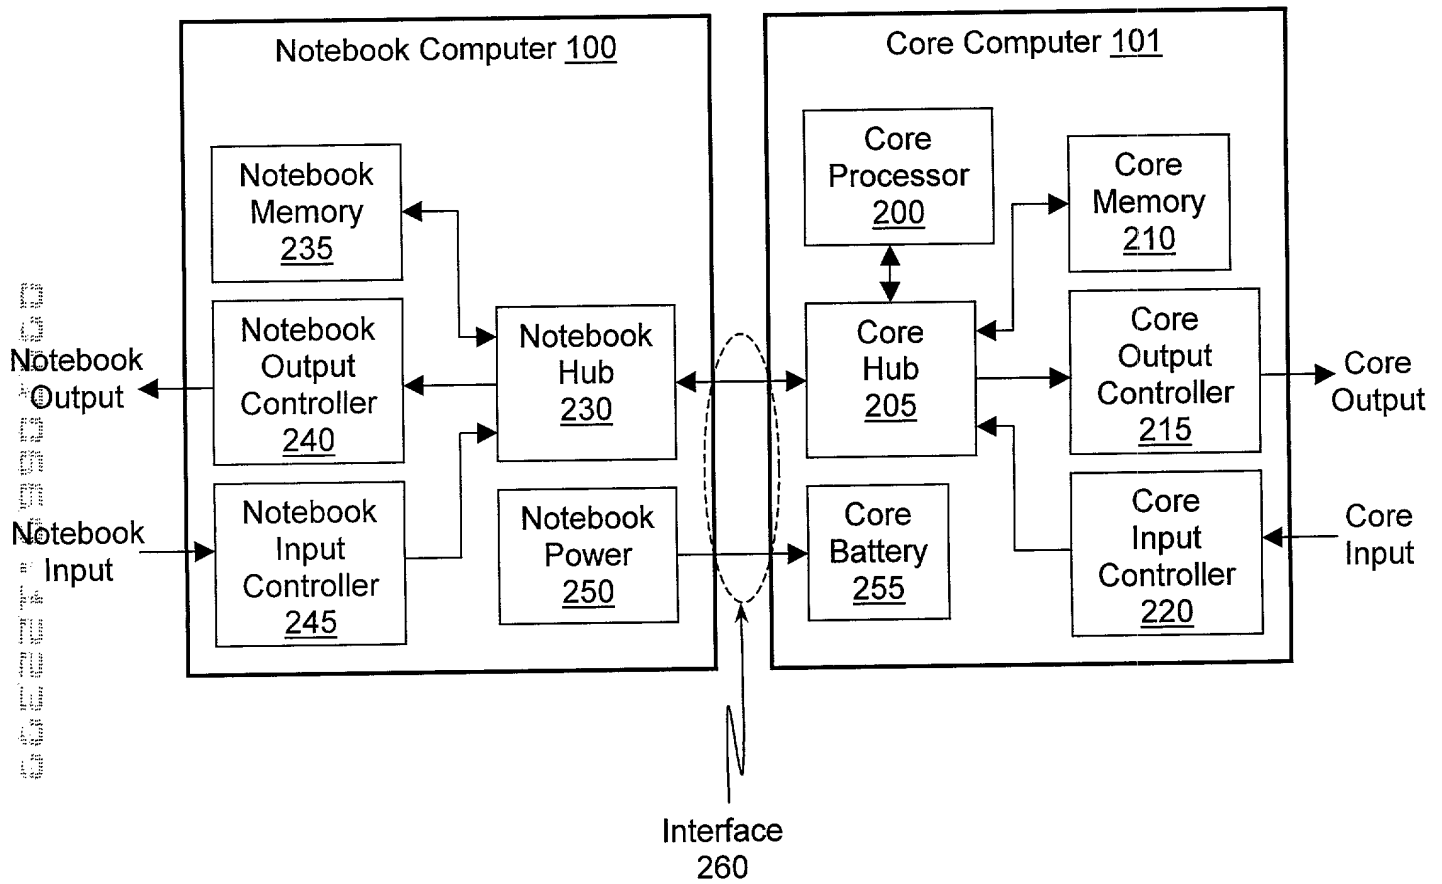 Notebook Computer 100
Notebook
Memory
235
Notebook
Output
Controller
240
Notebook
Input
Controller
245
Notebook
Hub
230
Notebook
Power
250
Notebook
Output
Notebook
Input
Core Computer 101
Core
Processor
200
Core
Memory
210
Core
Hub
205
Core
Output
Controller
215
Core
Battery
255
Core
Input
Controller
220
Core
Output
Core
Input
Interface
260